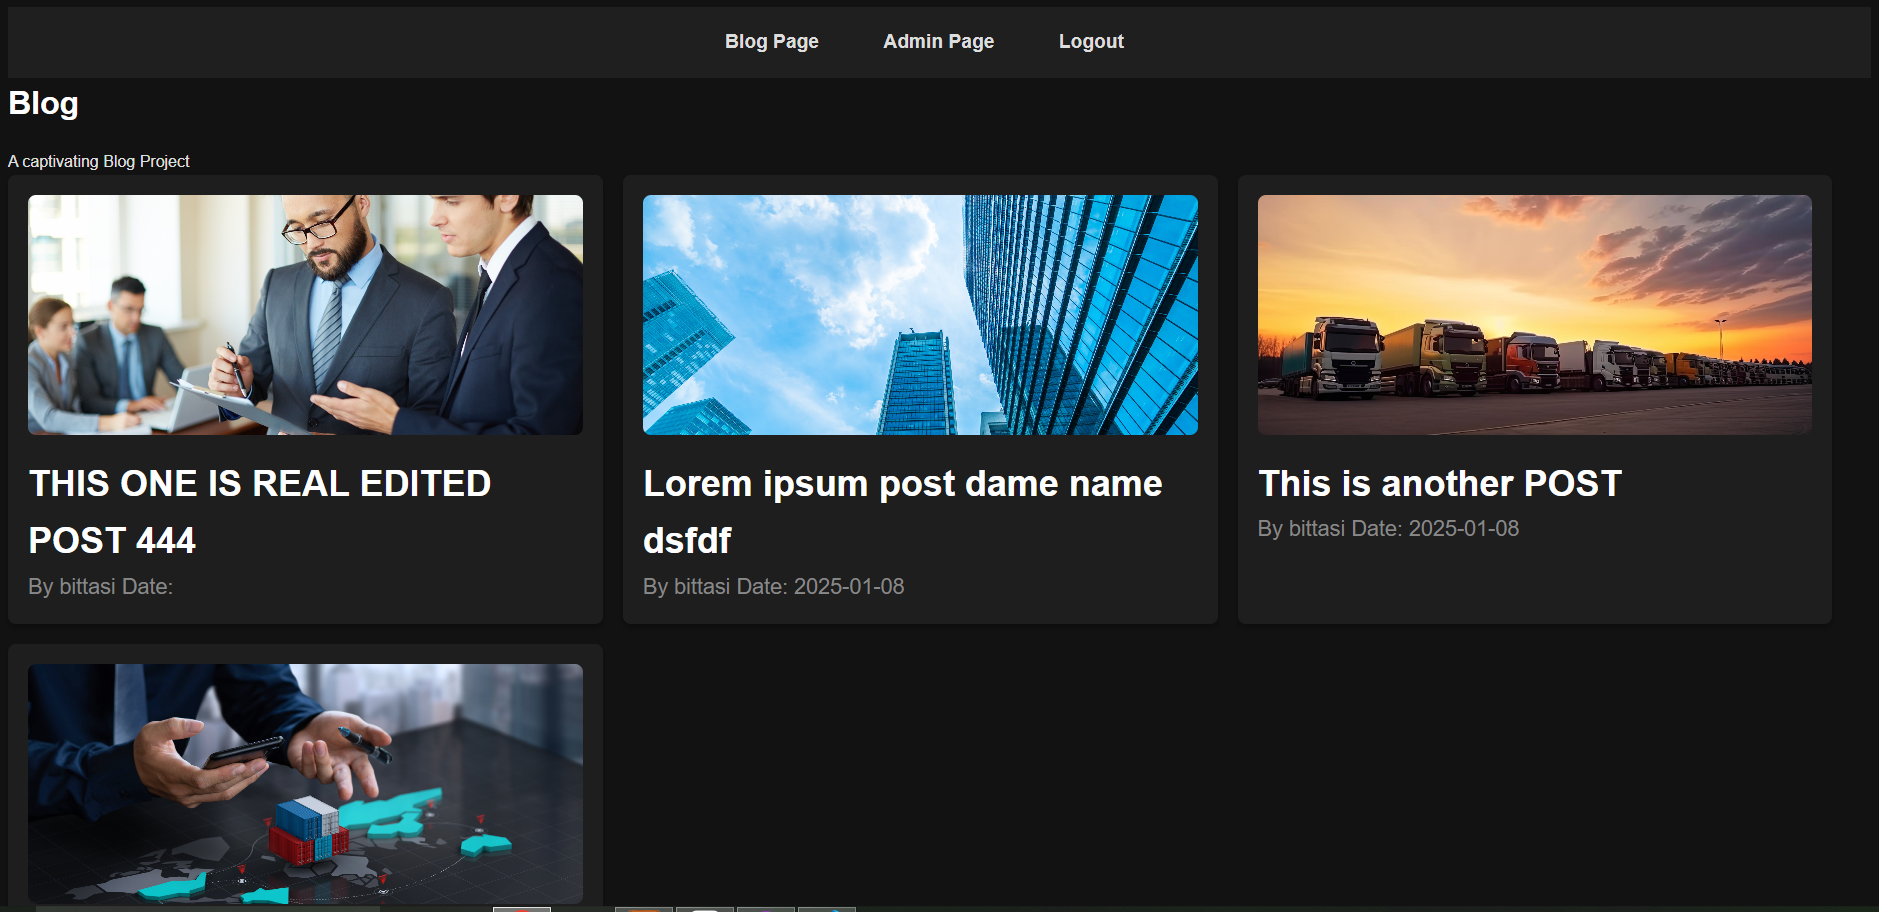 Blog Page Admin Page Logout
Blog
A captivating Blog Project
THIS ONE IS REAL EDITED
POST 444
By bittasi Date:
Lorem ipsum post dame name
dsfdf
By bittasi Date: 2025-01-08
This is another POST
By bittasi Date: 2025-01-08